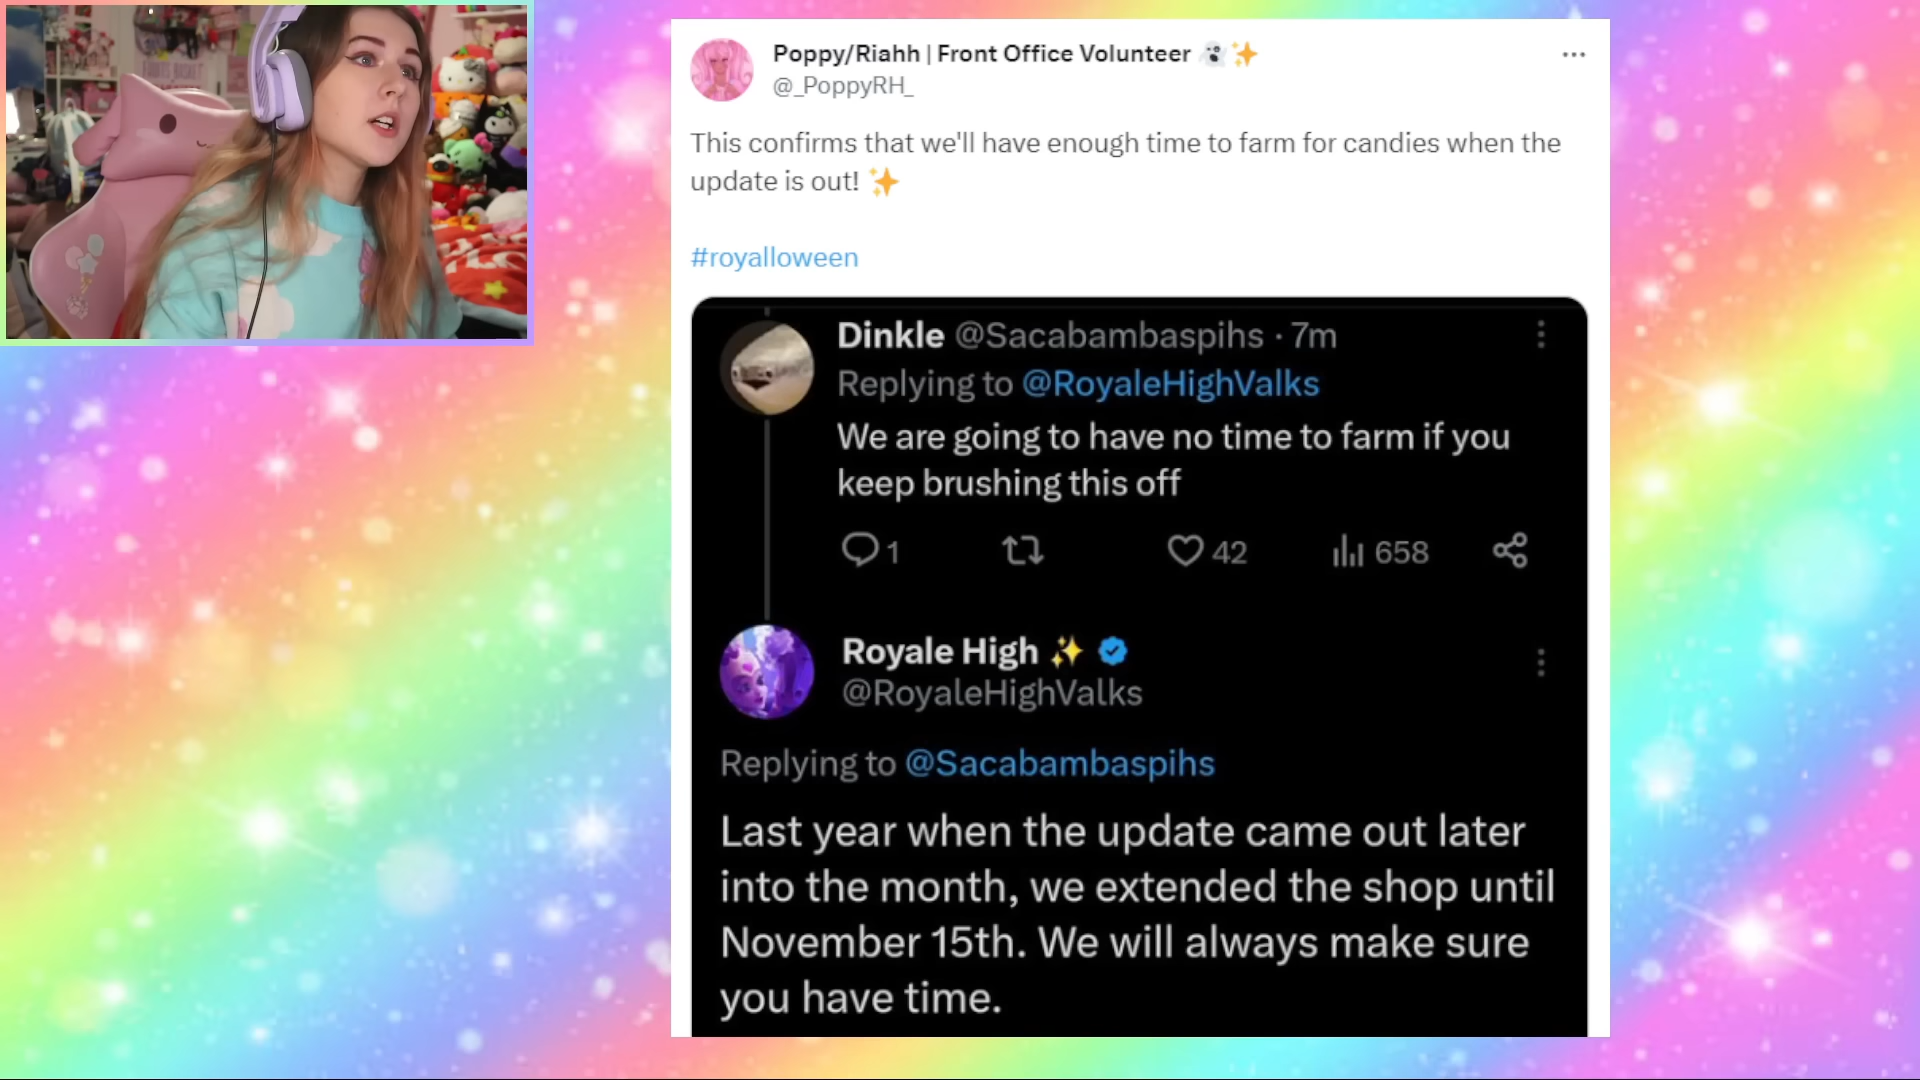 Poppy/Riahh | Front Office Volunteer 👻✨
@_PoppyRH_
This confirms that we'll have enough time to farm for candies when the
update is out! ✨
#royalloween
Dinkle @Sacabambaspihs · 7m
Replying to @RoyaleHighValks
We are going to have no time to farm if you
keep brushing this off
1 42 658
Royale High ✨
@RoyaleHighValks
Replying to @Sacabambaspihs
Last year when the update came out later
into the month, we extended the shop until
November 15th. We will always make sure
you have time.